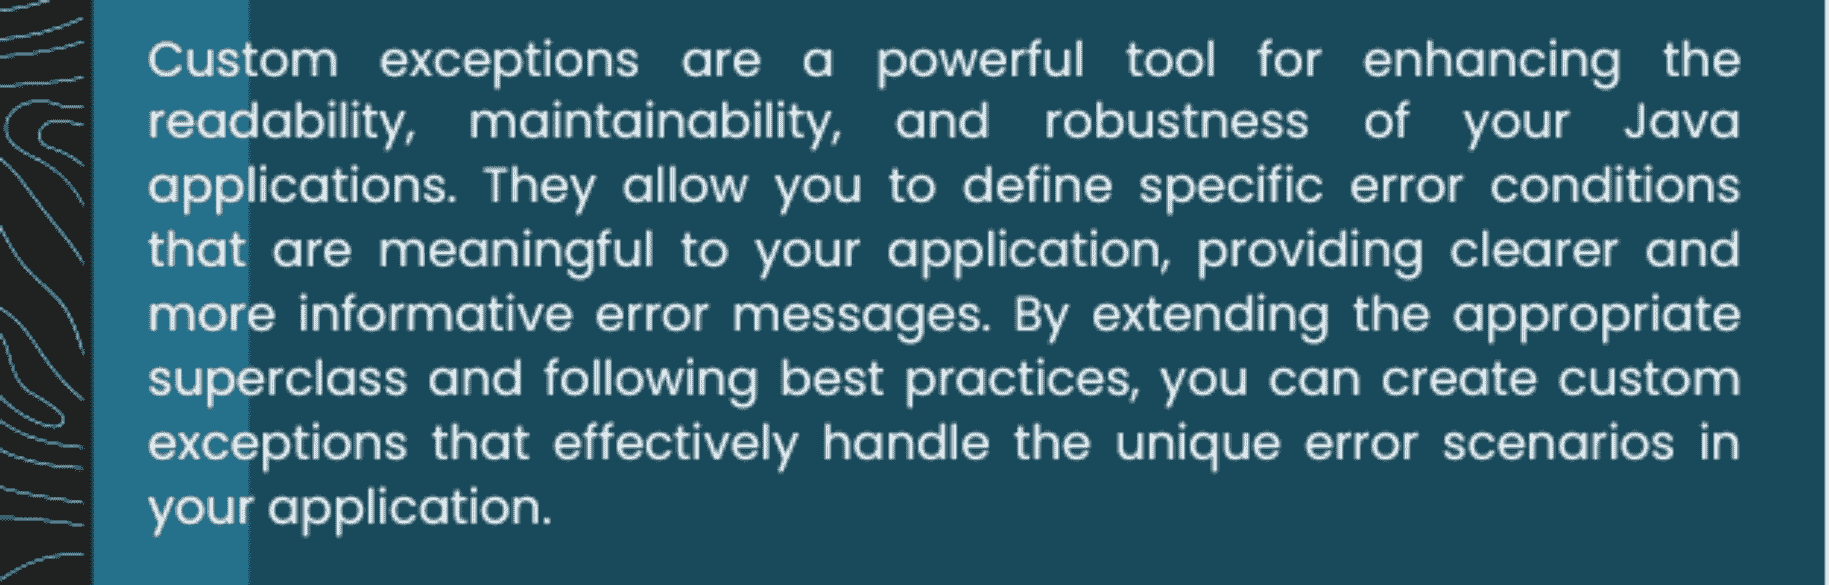 Custom exceptions are a powerful tool for enhancing the
readability, maintainability, and robustness of your Java
applications. They allow you to define specific error conditions
that are meaningful to your application, providing clearer and
more informative error messages. By extending the appropriate
superclass and following best practices, you can create custom
exceptions that effectively handle the unique error scenarios in
your application.